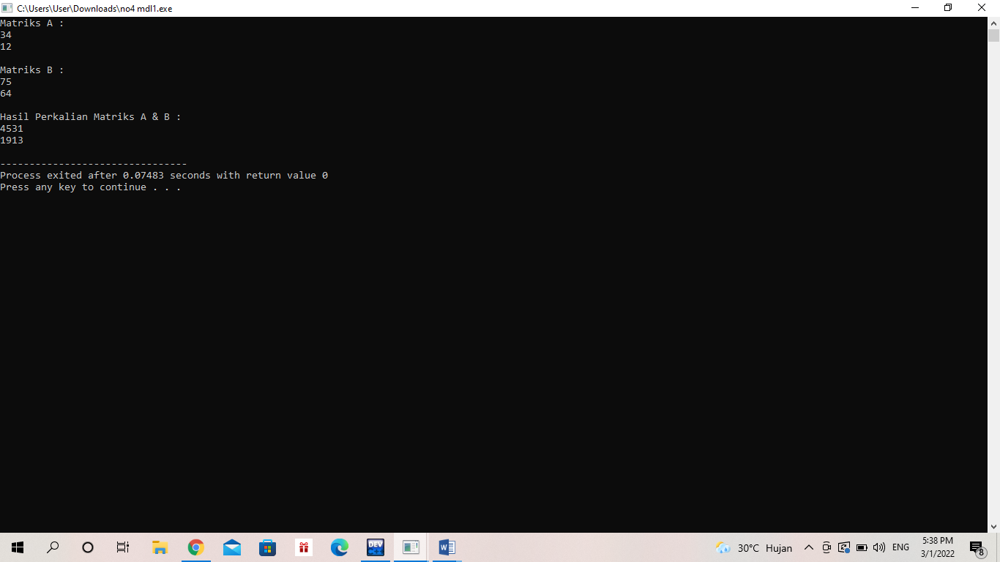 C:\Users\User\Downloads\no4 mdl1.exe
Matriks A :
34
12
Matriks B :
75
64
Hasil Perkalian Matriks A & B :
4531
1913
--------------------------------
Process exited after 0.07483 seconds with return value 0
Press any key to continue . . .
DEV
C++
W
30°C Hujan
ENG
5:38 PM
3/1/2022
8